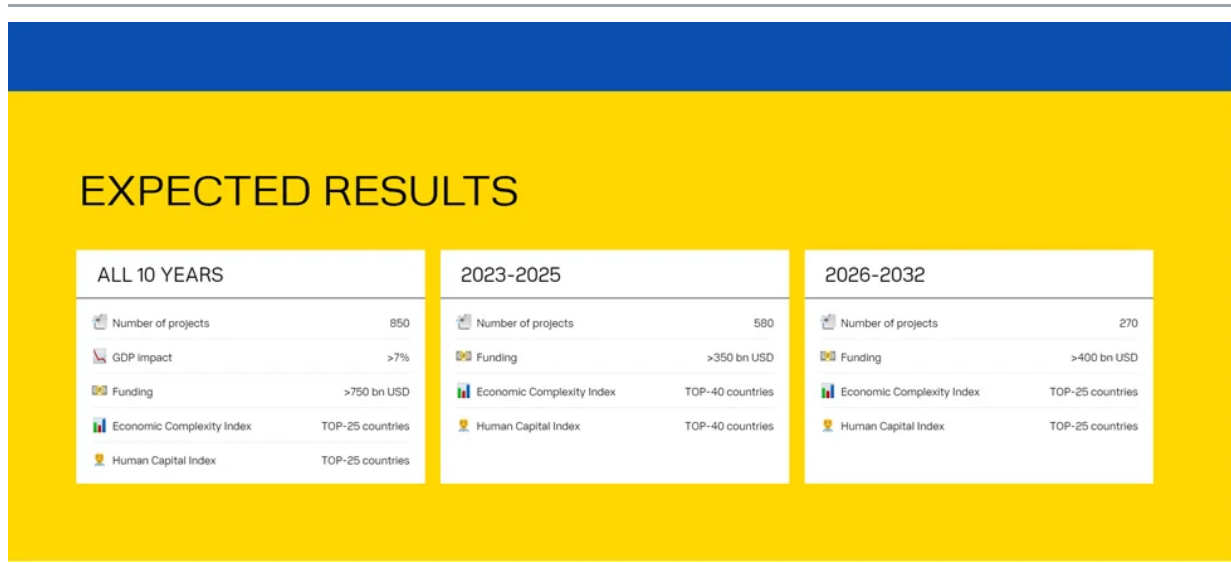 EXPECTED RESULTS
ALL 10 YEARS
Number of projects 850
GDP impact >7%
Funding >750 bn USD
Economic Complexity Index TOP-25 countries
Human Capital Index TOP-25 countries
2023-2025
Number of projects 580
Funding >350 bn USD
Economic Complexity Index TOP-40 countries
Human Capital Index TOP-40 countries
2026-2032
Number of projects 270
Funding >400 bn USD
Economic Complexity Index TOP-25 countries
Human Capital Index TOP-25 countries